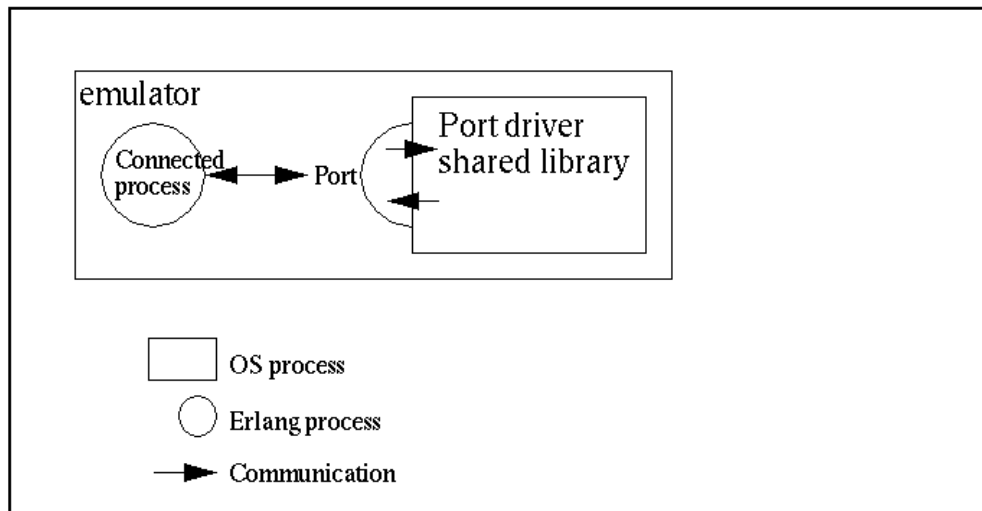 emulator
Connected
process
Port
Port driver
shared library
OS process
Erlang process
Communication